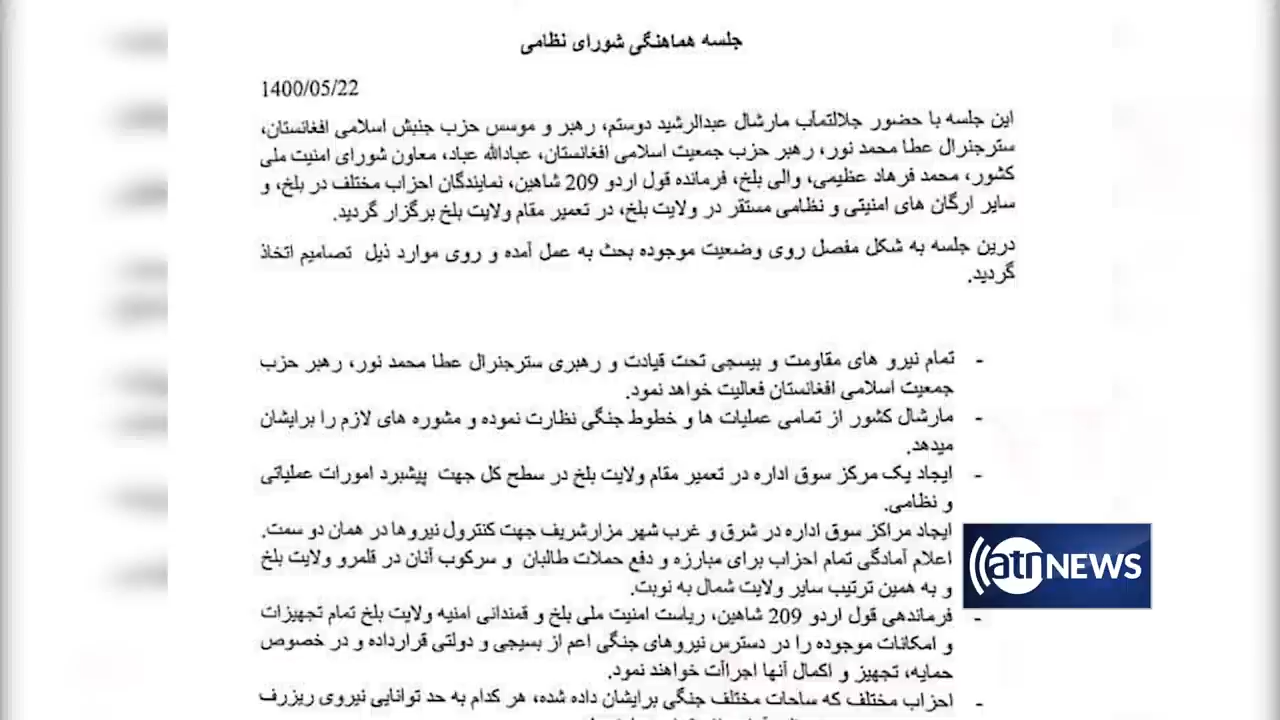 جلسه هماهنگی شورای نظامی
1400/05/22
این جلسه با حضور جلالتمآب مارشال عبدالرشید دوستم، رهبر و موسس حزب جنبش اسلامی افغانستان،
سترجنرال عطا محمد نور، رهبر حزب جمعیت اسلامی افغانستان، عبادالله عباد، معاون شورای امنیت ملی
کشور، محمد فرهاد عظیمی، والی بلخ، فرمانده قول اردو 209 شاهین، نمایندگان احزاب مختلف در بلخ، و
سایر ارگان های امنیتی و نظامی مستقر در ولایت بلخ، در تعمیر مقام ولایت بلخ برگزار گردید.
درین جلسه به شکل مفصل روی وضعیت موجوده بحث به عمل آمده و روی موارد ذیل تصامیم اتخاذ
گردید.
- تمام نیرو های مقاومت و بیسجی تحت قیادت و رهبری سترجنرال عطا محمد نور، رهبر حزب
جمعیت اسلامی افغانستان فعالیت خواهد نمود.
- مارشال کشور از تمامی عملیات ها و خطوط جنگی نظارت نموده و مشوره های لازم را برایشان
میدهد.
- ایجاد یک مرکز سوق اداره در تعمیر مقام ولایت بلخ در سطح کل جهت پیشبرد امورات عملیاتی
و نظامی.
ایجاد مراکز سوق اداره در شرق و غرب شهر مزارشریف جهت کنترول نیروها در همان دو سمت.
اعلام آمادگی تمام احزاب برای مبارزه و دفع حملات طالبان و سرکوب آنان در قلمرو ولایت بلخ
و به همین ترتیب سایر ولایت شمال به نوبت.
- فرماندهی قول اردو 209 شاهین، ریاست امنیت ملی بلخ و قمندانی امنیه ولایت بلخ تمام تجهیزات
و امکانات موجوده را در دسترس نیروهای جنگی اعم از بسیجی و دولتی قرارداده و در خصوص
حمایه، تجهیز و اکمال آنها اجراآت خواهند نمود.
- احزاب مختلف که ساحات مختلف جنگی برایشان داده شده، هر کدام به حد توانایی نیروی ریزرف
atn NEWS